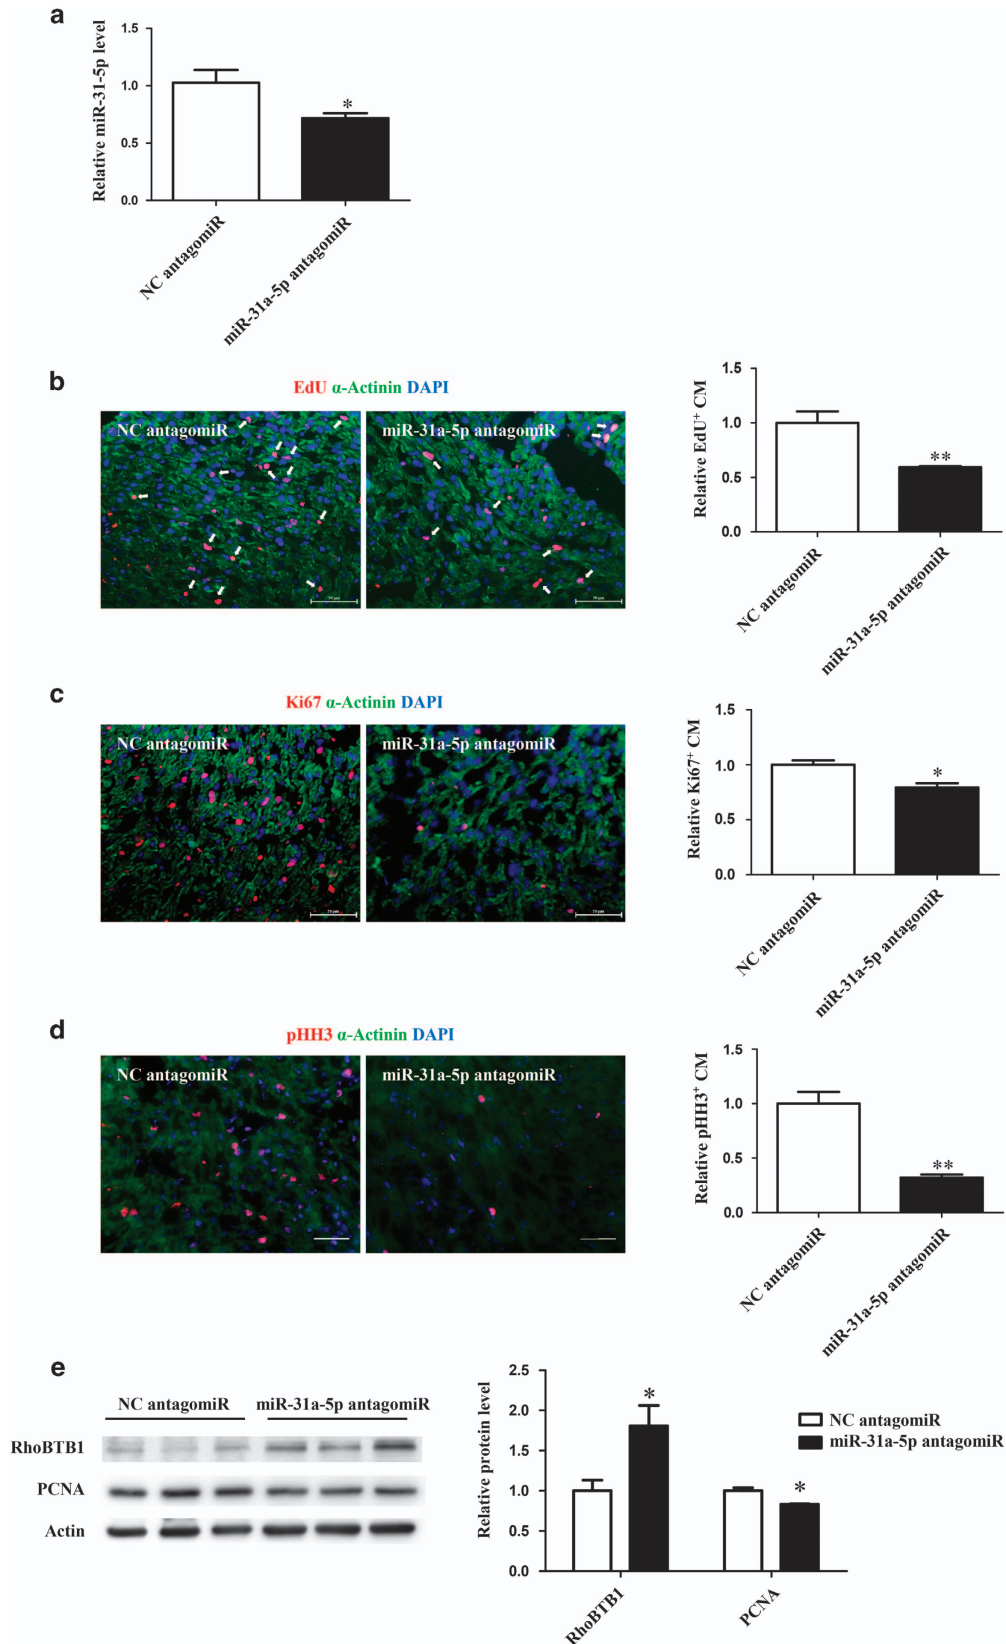 a
Relative miR-31-5p level
1.5
1.0
0.5
0.0
*
NC antagomiR
miR-31a-5p antagomiR
b
EdU α-Actinin DAPI
NC antagomiR
miR-31a-5p antagomiR
Relative EdU+ CM
1.5
1.0
0.5
0.0
**
NC antagomiR
miR-31a-5p antagomiR
c
Ki67 α-Actinin DAPI
NC antagomiR
miR-31a-5p antagomiR
Relative Ki67+ CM
1.5
1.0
0.5
0.0
*
NC antagomiR
miR-31a-5p antagomiR
d
pHH3 α-Actinin DAPI
NC antagomiR
miR-31a-5p antagomiR
Relative pHH3+ CM
1.5
1.0
0.5
0.0
**
NC antagomiR
miR-31a-5p antagomiR
e
NC antagomiR
miR-31a-5p antagomiR
RhoBTB1
PCNA
Actin
Relative protein level
2.5
2.0
1.5
1.0
0.5
0.0
*
*
NC antagomiR
miR-31a-5p antagomiR
RhoBTB1
PCNA